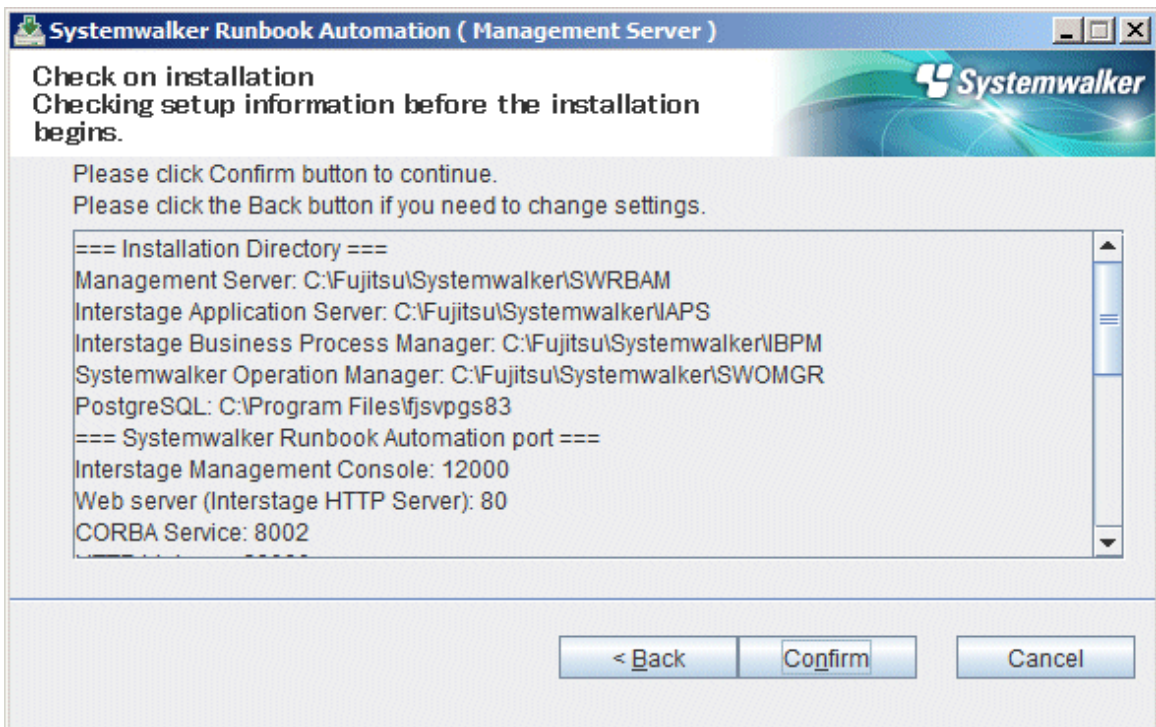 Systemwalker Runbook Automation ( Management Server )
Check on installation
Checking setup information before the installation
begins.
Systemwalker
Please click Confirm button to continue.
Please click the Back button if you need to change settings.
=== Installation Directory ===
Management Server: C:\Fujitsu\Systemwalker\SWRBAM
Interstage Application Server: C:\Fujitsu\Systemwalker\IAPS
Interstage Business Process Manager: C:\Fujitsu\Systemwalker\IBPM
Systemwalker Operation Manager: C:\Fujitsu\Systemwalker\SWOMGR
PostgreSQL: C:\Program Files\fjsvpgs83
=== Systemwalker Runbook Automation port ===
Interstage Management Console: 12000
Web server (Interstage HTTP Server): 80
CORBA Service: 8002
< Back
Confirm
Cancel